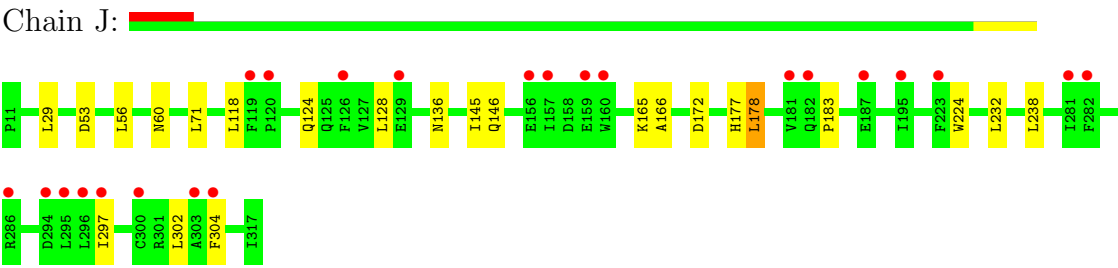 Chain J:
P11 L29 D53 L56 N60 L71 L118 F119 P120 Q124 Q125 F126 V127 L128 E129 N136 I145 Q146 E156 I157 D158 E159 W160 K165 A166 D172 H177 L178 V181 Q182 P183 E187 I195 F223 W224 L232 L238 I281 F282
R286 D294 L295 L296 I297 C300 R301 L302 A303 F304 I317